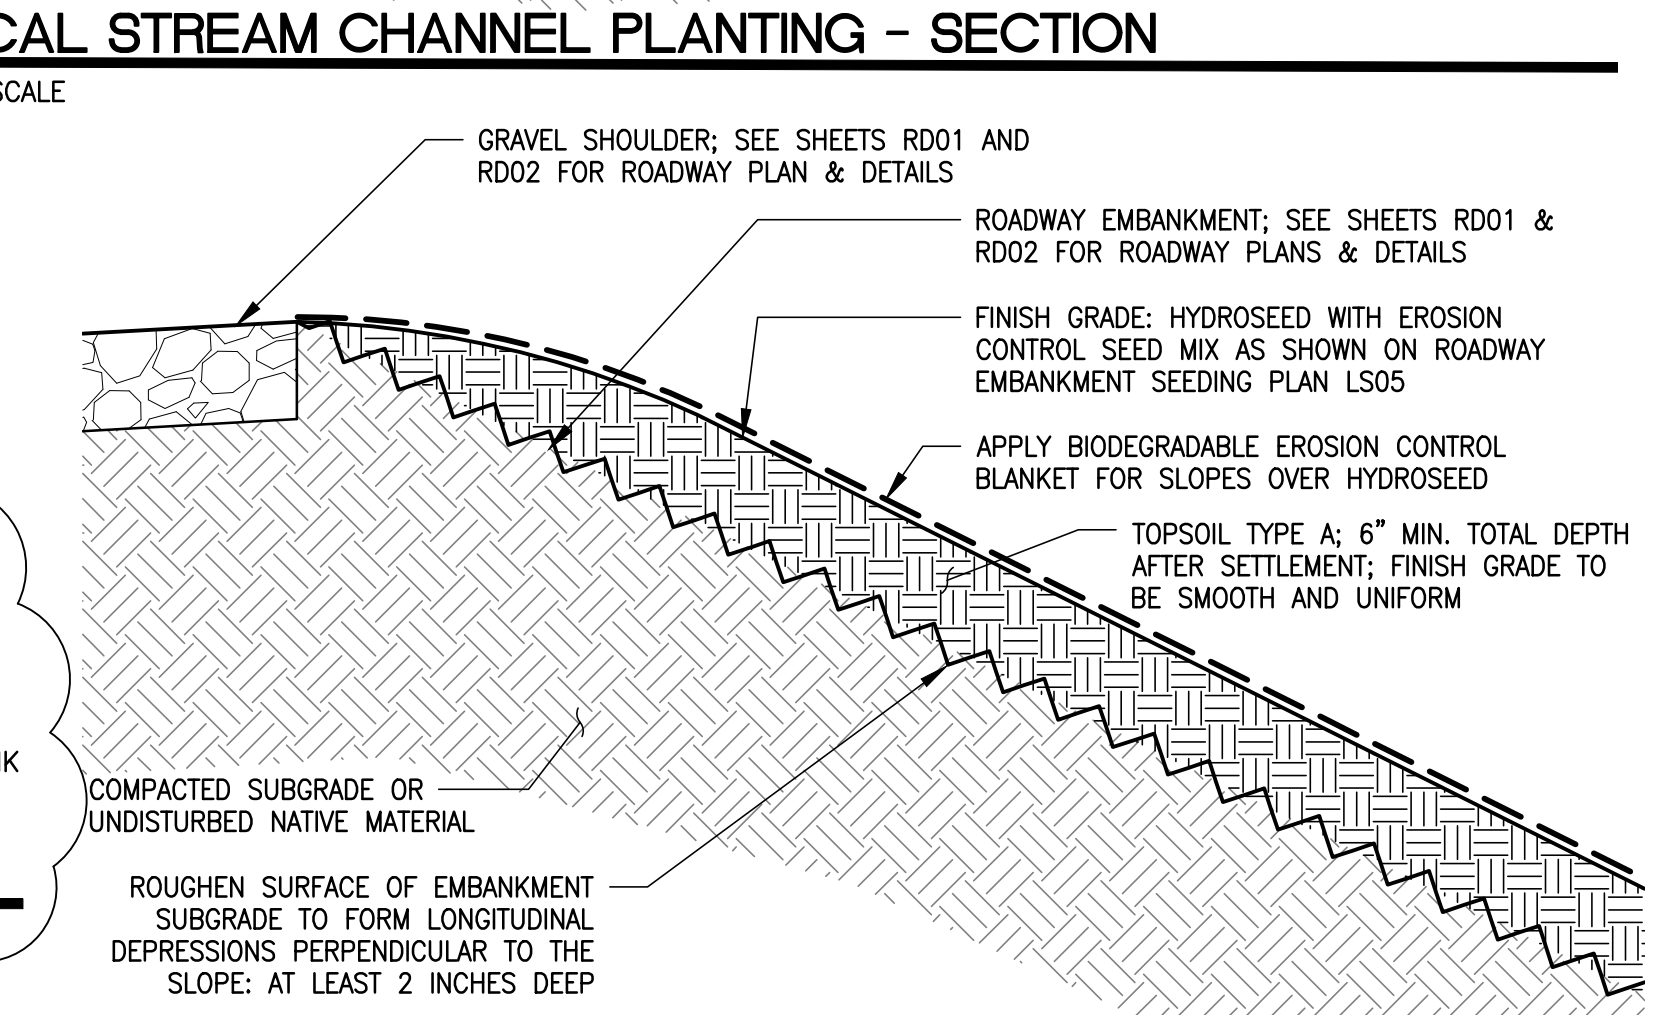 CAL STREAM CHANNEL PLANTING - SECTION
SCALE
GRAVEL SHOULDER; SEE SHEETS RD01 AND
RD02 FOR ROADWAY PLAN & DETAILS
ROADWAY EMBANKMENT; SEE SHEETS RD01 &
RD02 FOR ROADWAY PLANS & DETAILS
FINISH GRADE: HYDROSEED WITH EROSION
CONTROL SEED MIX AS SHOWN ON ROADWAY
EMBANKMENT SEEDING PLAN LS05
APPLY BIODEGRADABLE EROSION CONTROL
BLANKET FOR SLOPES OVER HYDROSEED
TOPSOIL TYPE A; 6" MIN. TOTAL DEPTH
AFTER SETTLEMENT; FINISH GRADE TO
BE SMOOTH AND UNIFORM
COMPACTED SUBGRADE OR
UNDISTURBED NATIVE MATERIAL
ROUGHEN SURFACE OF EMBANKMENT
SUBGRADE TO FORM LONGITUDINAL
DEPRESSIONS PERPENDICULAR TO THE
SLOPE: AT LEAST 2 INCHES DEEP